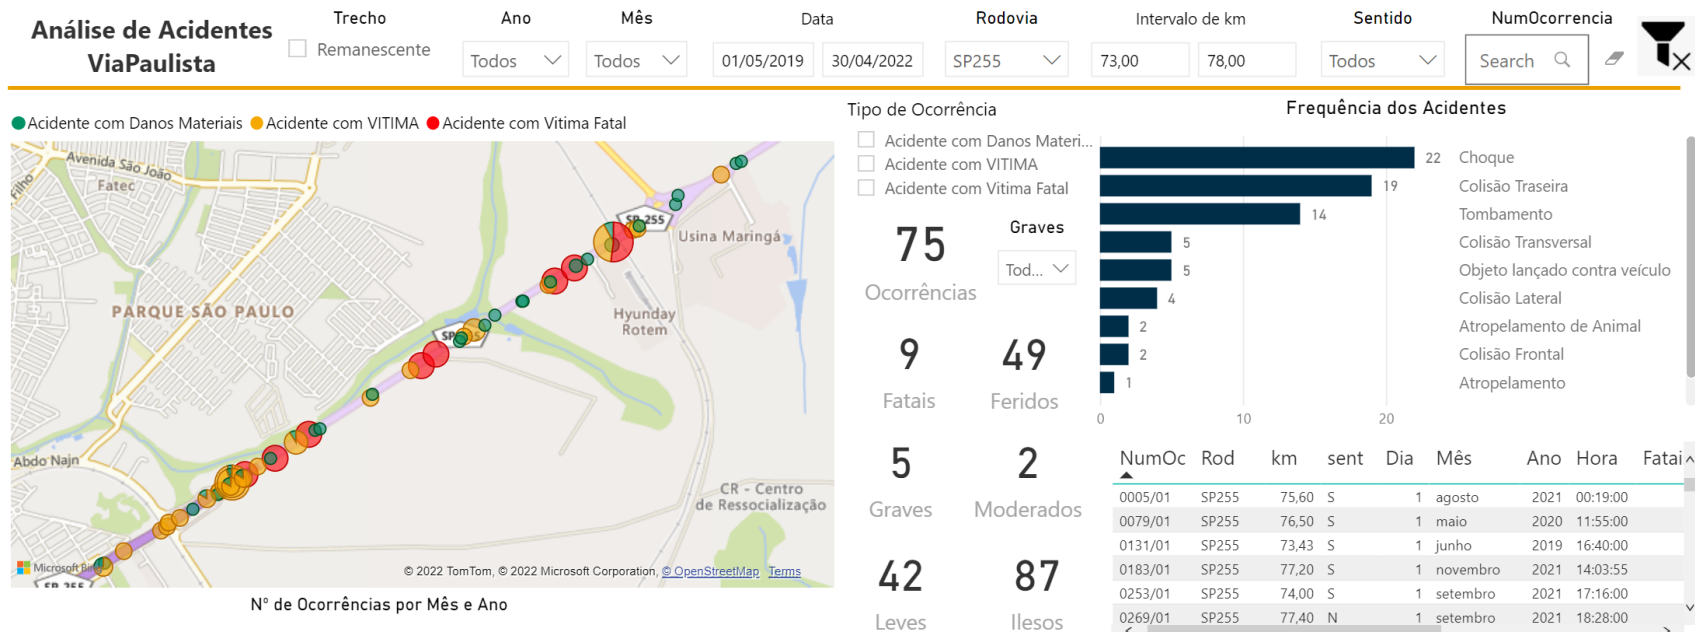 Análise de Acidentes
ViaPaulista
Trecho
Remanescente
Ano
Todos
Mês
Todos
Data
01/05/2019
30/04/2022
Rodovia
SP255
Intervalo de km
73,00
78,00
Sentido
Todos
NumOcorrencia
Search
Acidente com Danos Materiais
Acidente com VITIMA
Acidente com Vitima Fatal
Avenida São João
Fatec
Filho
SP-255
Usina Maringá
PARQUE SÃO PAULO
Hyunday
Rotem
Abdo Najn
CR - Centro
de Ressocialização
Microsoft Bing
© 2022 TomTom, © 2022 Microsoft Corporation, © OpenStreetMap Terms
Nº de Ocorrências por Mês e Ano
Tipo de Ocorrência
Acidente com Danos Materi...
Acidente com VITIMA
Acidente com Vitima Fatal
75
Ocorrências
Graves
Tod...
9
Fatais
49
Feridos
5
Graves
2
Moderados
42
Leves
87
Ilesos
Frequência dos Acidentes
22 Choque
19 Colisão Traseira
14 Tombamento
5 Colisão Transversal
5 Objeto lançado contra veículo
4 Colisão Lateral
2 Atropelamento de Animal
2 Colisão Frontal
1 Atropelamento
0 10 20
NumOc Rod km sent Dia Mês Ano Hora Fatai
0005/01 SP255 75,60 S 1 agosto 2021 00:19:00
0079/01 SP255 76,50 S 1 maio 2020 11:55:00
0131/01 SP255 73,43 S 1 junho 2019 16:40:00
0183/01 SP255 77,20 S 1 novembro 2021 14:03:55
0253/01 SP255 74,00 S 1 setembro 2021 17:16:00
0269/01 SP255 77,40 N 1 setembro 2021 18:28:00